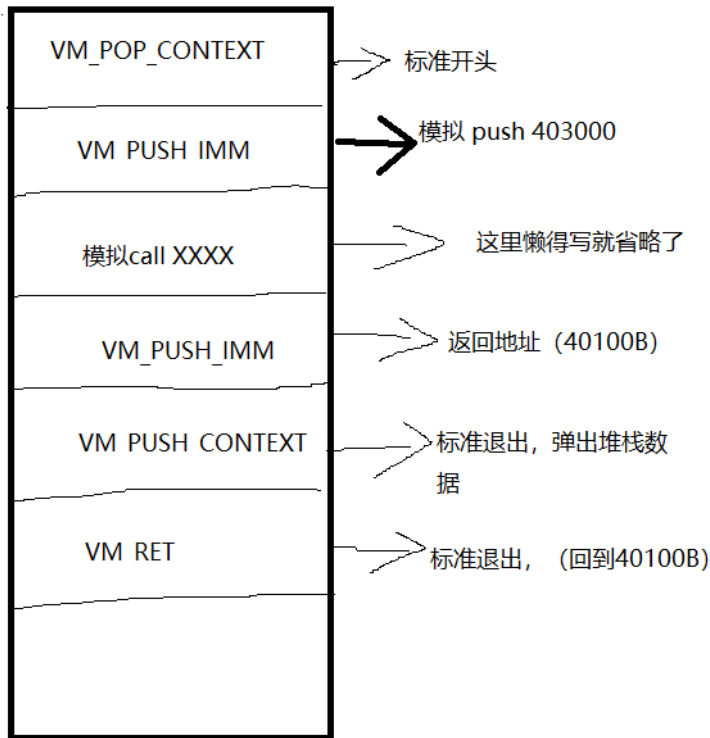 VM_POP_CONTEXT
标准开头
VM PUSH IMM
模拟 push 403000
模拟call XXXX
这里懒得写就省略了
VM_PUSH_IMM
返回地址（40100B）
VM PUSH CONTEXT
标准退出，弹出堆栈数
据
VM RET
标准退出，（回到40100B）